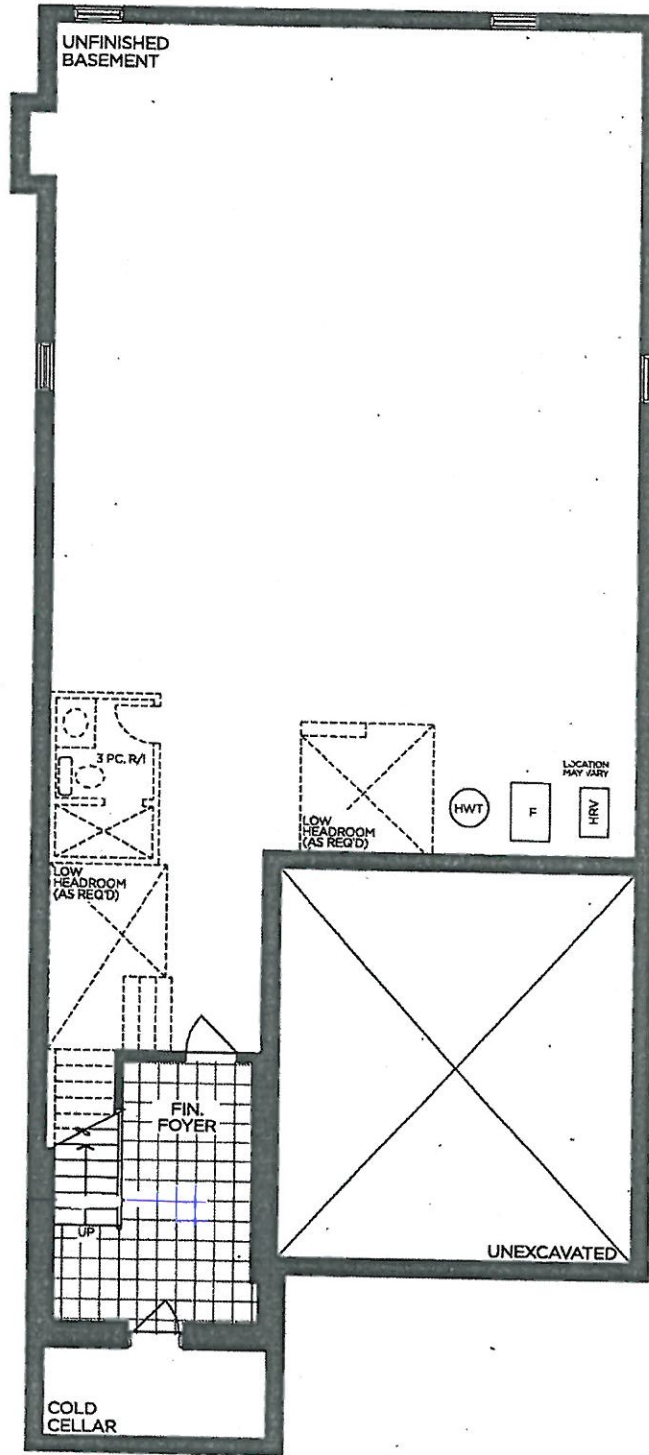 UNFINISHED
BASEMENT
3 PC. R/I
LOCATION
MAY VARY
HWT
F
HRV
LOW
HEADROOM
(AS REQ'D)
LOW
HEADROOM
(AS REQ'D)
FIN.
FOYER
UP
UNEXCAVATED
COLD
CELLAR